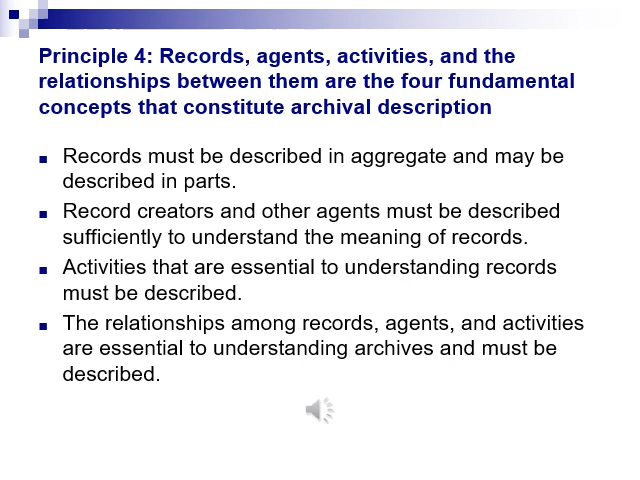 Principle 4: Records, agents, activities, and the
relationships between them are the four fundamental
concepts that constitute archival description
Records must be described in aggregate and may be
described in parts.
Record creators and other agents must be described
sufficiently to understand the meaning of records.
Activities that are essential to understanding records
must be described.
The relationships among records, agents, and activities
are essential to understanding archives and must be
described.